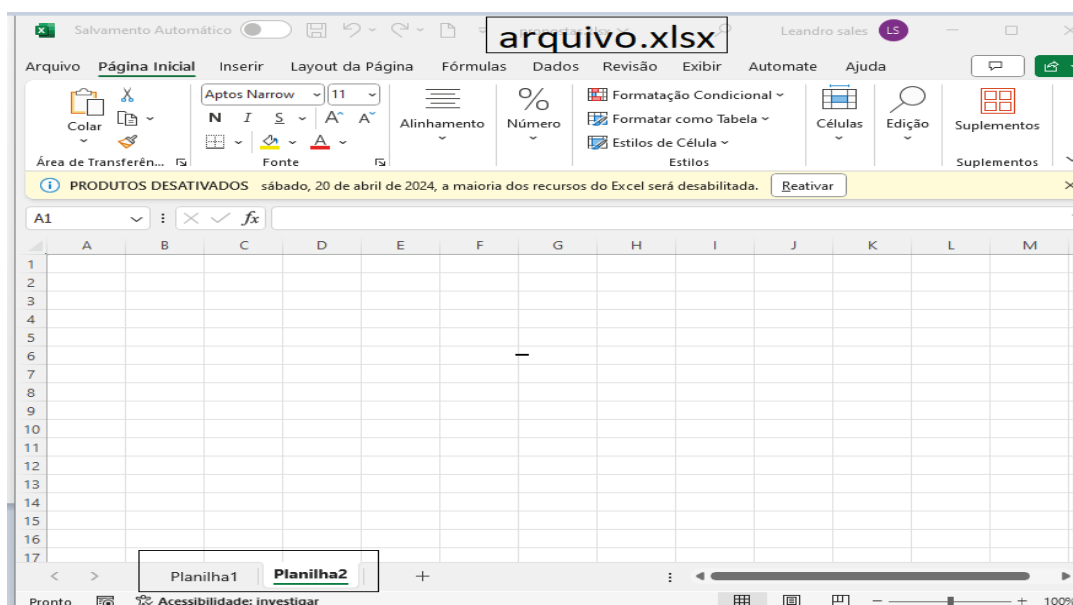 Salvamento Automático arquivo.xlsx Leandro sales LS
Arquivo Página Inicial Inserir Layout da Página Fórmulas Dados Revisão Exibir Automate Ajuda
Colar
Área de Transferên...
Aptos Narrow 11
N I S A A
A
Fonte
Alinhamento
%
Número
Formatação Condicional
Formatar como Tabela
Estilos de Célula
Estilos
Células
Edição
Suplementos
Suplementos
PRODUTOS DESATIVADOS sábado, 20 de abril de 2024, a maioria dos recursos do Excel será desabilitada. Reativar
A1 fx
A B C D E F G H I J K L M
1
2
3
4
5
6
7
8
9
10
11
12
13
14
15
16
17
Planilha1 Planilha2
Pronto Acessibilidade: investigar 100%